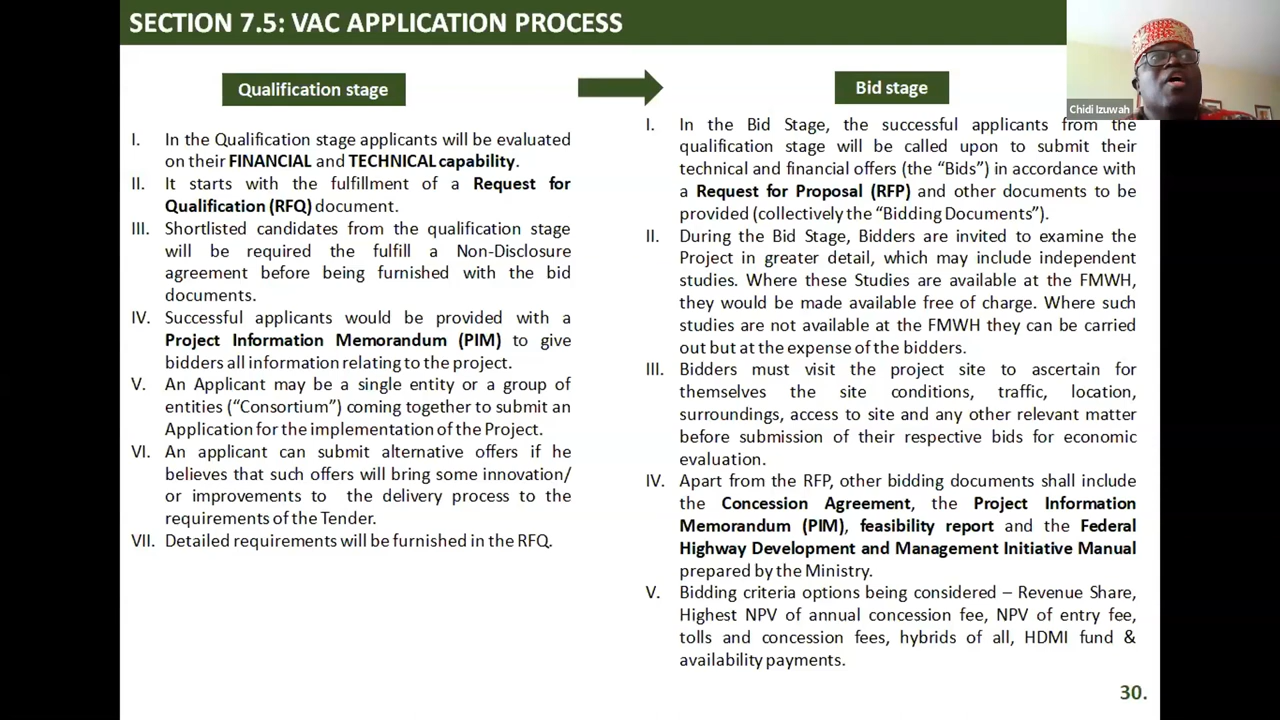 SECTION 7.5: VAC APPLICATION PROCESS
Chidi Izuwah
Qualification stage
I. In the Qualification stage applicants will be evaluated
on their FINANCIAL and TECHNICAL capability.
II. It starts with the fulfillment of a Request for
Qualification (RFQ) document.
III. Shortlisted candidates from the qualification stage
will be required the fulfill a Non-Disclosure
agreement before being furnished with the bid
documents.
IV. Successful applicants would be provided with a
Project Information Memorandum (PIM) to give
bidders all information relating to the project.
V. An Applicant may be a single entity or a group of
entities (“Consortium”) coming together to submit an
Application for the implementation of the Project.
VI. An applicant can submit alternative offers if he
believes that such offers will bring some innovation/
or improvements to the delivery process to the
requirements of the Tender.
VII. Detailed requirements will be furnished in the RFQ.
Bid stage
I. In the Bid Stage, the successful applicants from the
qualification stage will be called upon to submit their
technical and financial offers (the “Bids”) in accordance with
a Request for Proposal (RFP) and other documents to be
provided (collectively the “Bidding Documents”).
II. During the Bid Stage, Bidders are invited to examine the
Project in greater detail, which may include independent
studies. Where these Studies are available at the FMWH,
they would be made available free of charge. Where such
studies are not available at the FMWH they can be carried
out but at the expense of the bidders.
III. Bidders must visit the project site to ascertain for
themselves the site conditions, traffic, location,
surroundings, access to site and any other relevant matter
before submission of their respective bids for economic
evaluation.
IV. Apart from the RFP, other bidding documents shall include
the Concession Agreement, the Project Information
Memorandum (PIM), feasibility report and the Federal
Highway Development and Management Initiative Manual
prepared by the Ministry.
V. Bidding criteria options being considered – Revenue Share,
Highest NPV of annual concession fee, NPV of entry fee,
tolls and concession fees, hybrids of all, HDMI fund &
availability payments.
30.